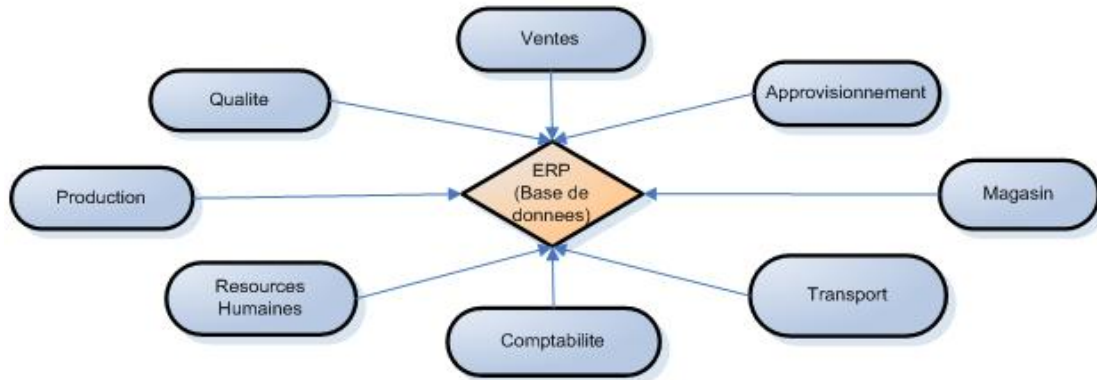 Ventes
Qualite
Approvisionnement
ERP
(Base de
donnees)
Production
Magasin
Resources
Humaines
Transport
Comptabilite